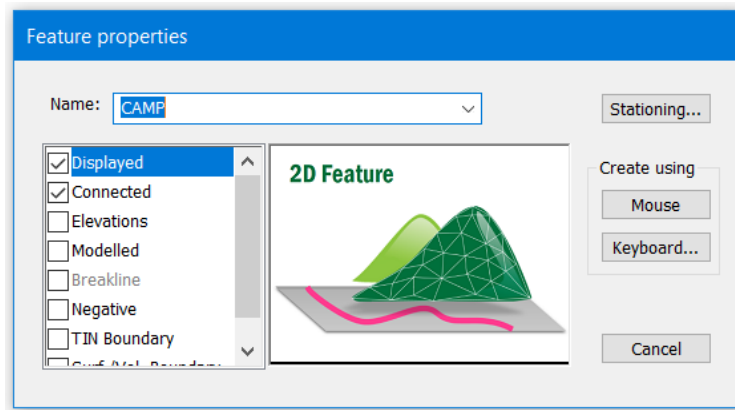 Feature properties
Name: CAMP
Stationing...
Displayed
Connected
Elevations
Modelled
Breakline
Negative
TIN Boundary
2D Feature
Create using
Mouse
Keyboard...
Cancel